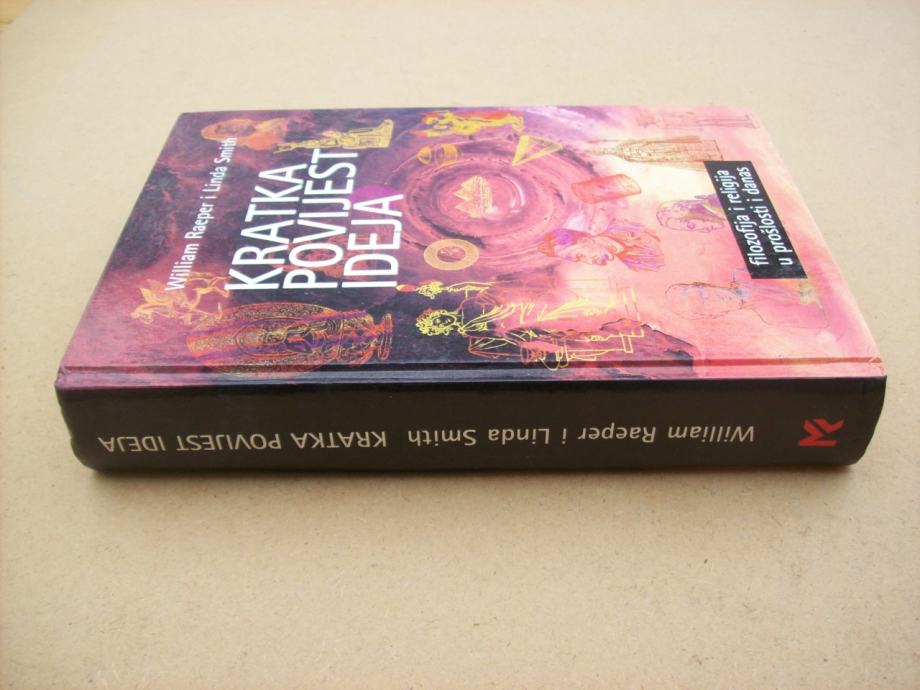 William Raeper i Linda Smith
KRATKA
POVIJEST
IDEJA
filozofija i religija
u prošlosti i danas
William Raeper i Linda Smith KRATKA POVIJEST IDEJA